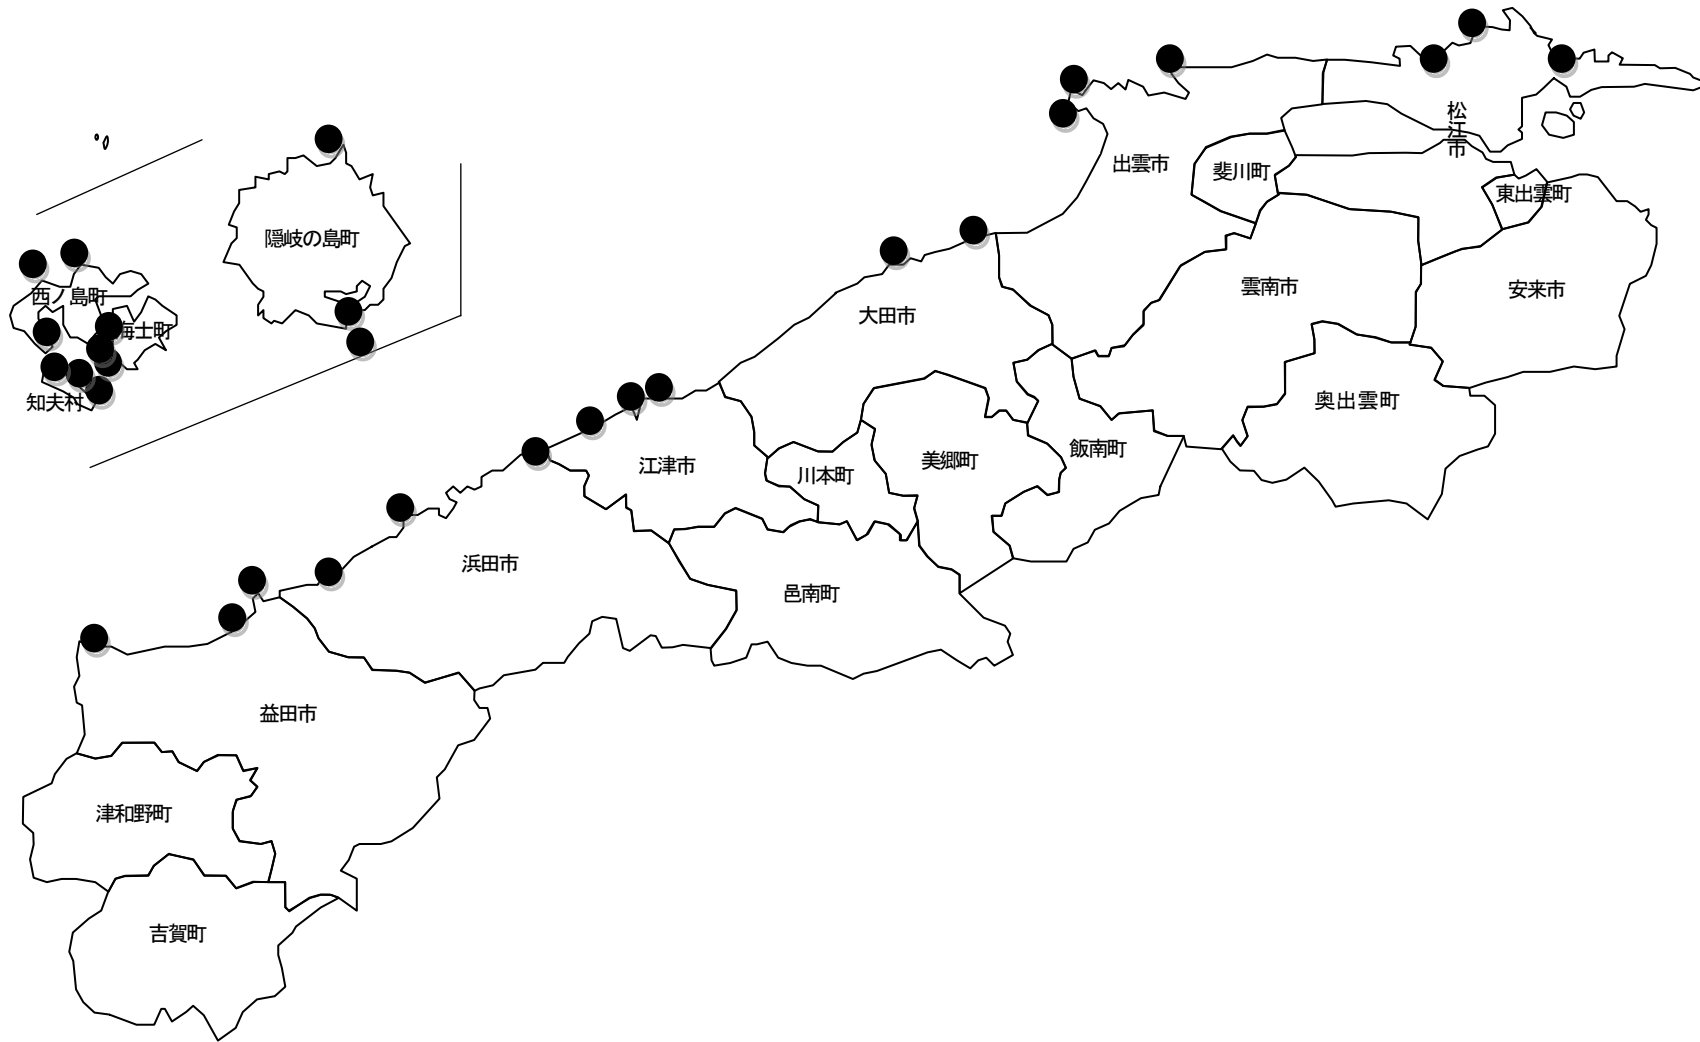 松江市
出雲市
斐川町
東出雲町
隠岐の島町
雲南市
安来市
西ノ島町
大田市
海士町
知夫村
奥出雲町
飯南町
江津市
川本町
美郷町
浜田市
邑南町
益田市
津和野町
吉賀町